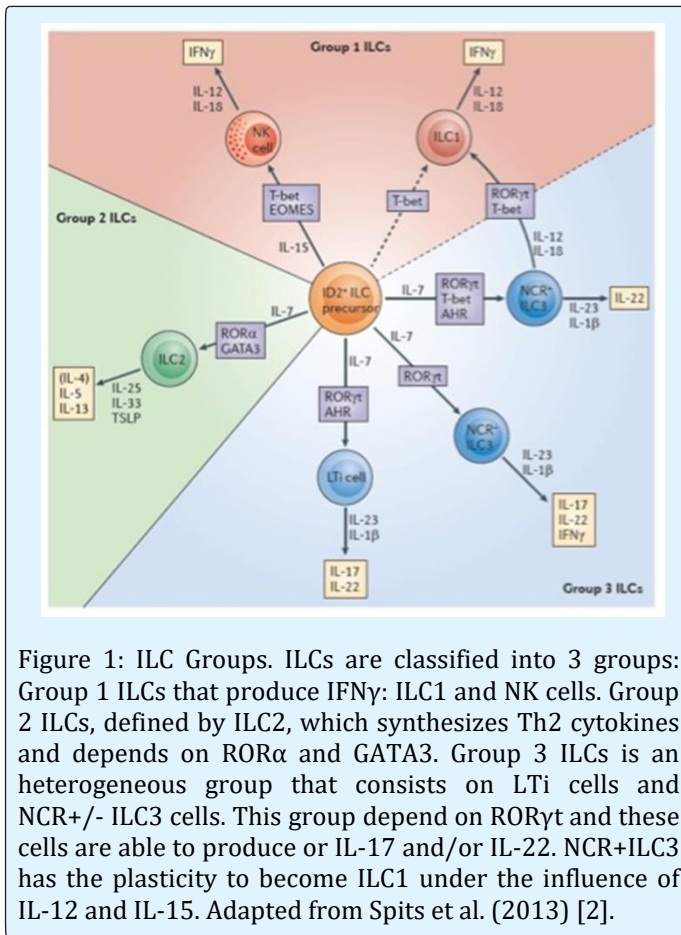 IFNγ
Group 1 ILCs
IFNγ
IL-12
IL-18
IL-12
IL-18
NK
cell
ILC1
T-bet
EOMES
T-bet
RORγt
T-bet
Group 2 ILCs
IL-15
IL-12
IL-18
ID2⁺ ILC
precursor
IL-7
RORγt
T-bet
AHR
NCR⁺
ILC3
IL-22
IL-23
IL-1β
IL-7
RORα
GATA3
ILC2
IL-7
IL-7
(IL-4)
IL-5
IL-13
IL-25
IL-33
TSLP
RORγt
RORγt
AHR
NCR⁻
ILC3
LTi cell
IL-23
IL-1β
IL-23
IL-1β
IL-17
IL-22
IFNγ
IL-17
IL-22
Group 3 ILCs
Figure 1: ILC Groups. ILCs are classified into 3 groups:
Group 1 ILCs that produce IFNγ: ILC1 and NK cells. Group
2 ILCs, defined by ILC2, which synthesizes Th2 cytokines
and depends on RORα and GATA3. Group 3 ILCs is an
heterogeneous group that consists on LTi cells and
NCR+/- ILC3 cells. This group depend on RORγt and these
cells are able to produce or IL-17 and/or IL-22. NCR+ILC3
has the plasticity to become ILC1 under the influence of
IL-12 and IL-15. Adapted from Spits et al. (2013) [2].